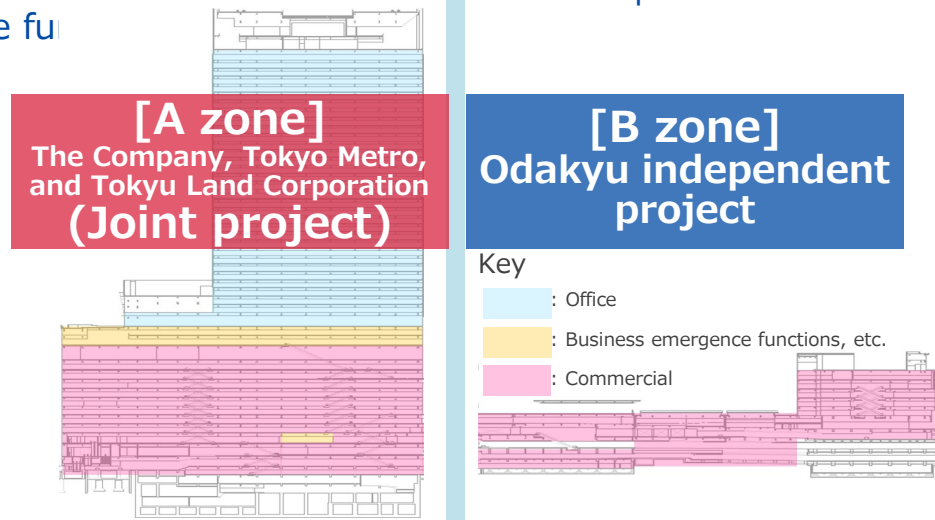 e fu
[A zone]
The Company, Tokyo Metro,
and Tokyu Land Corporation
(Joint project)
[B zone]
Odakyu independent
project
Key
: Office
: Business emergence functions, etc.
: Commercial